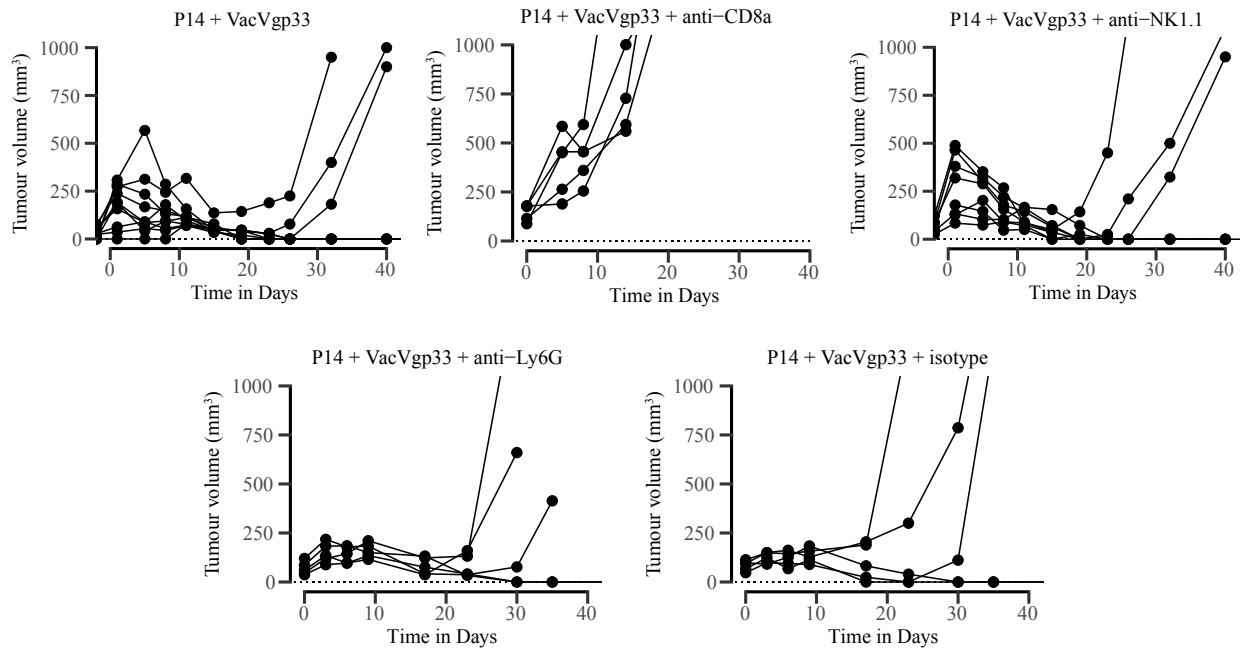 P14 + VacVgp33
Tumour volume (mm³)
1000
750
500
250
0
0 10 20 30 40
Time in Days
P14 + VacVgp33 + anti−CD8a
Tumour volume (mm³)
1000
750
500
250
0
0 10 20 30 40
Time in Days
P14 + VacVgp33 + anti−NK1.1
Tumour volume (mm³)
1000
750
500
250
0
0 10 20 30 40
Time in Days
P14 + VacVgp33 + anti−Ly6G
Tumour volume (mm³)
1000
750
500
250
0
0 10 20 30 40
Time in Days
P14 + VacVgp33 + isotype
Tumour volume (mm³)
1000
750
500
250
0
0 10 20 30 40
Time in Days